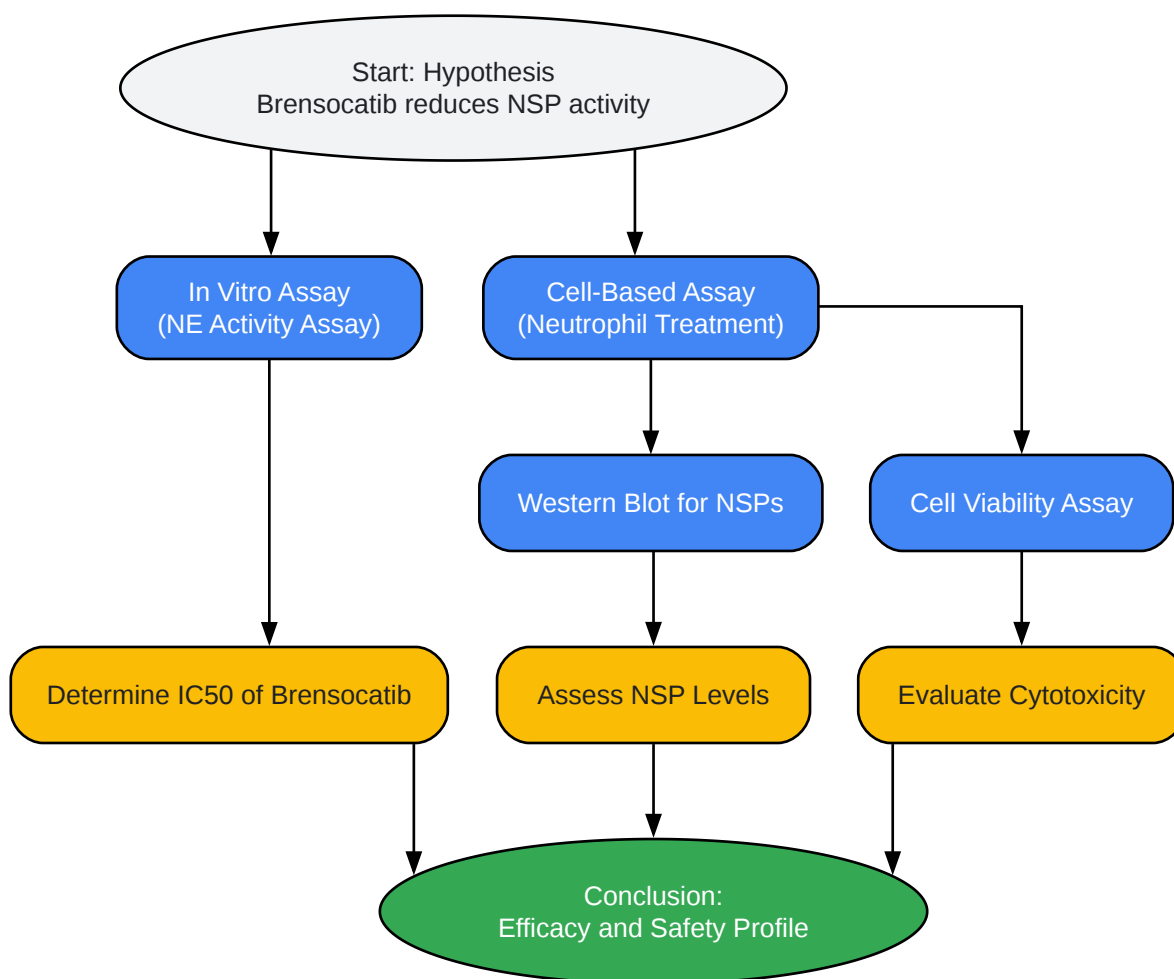 Start: Hypothesis
Brensocatib reduces NSP activity
In Vitro Assay
(NE Activity Assay)
Cell-Based Assay
(Neutrophil Treatment)
Western Blot for NSPs
Cell Viability Assay
Determine IC50 of Brensocatib
Assess NSP Levels
Evaluate Cytotoxicity
Conclusion:
Efficacy and Safety Profile